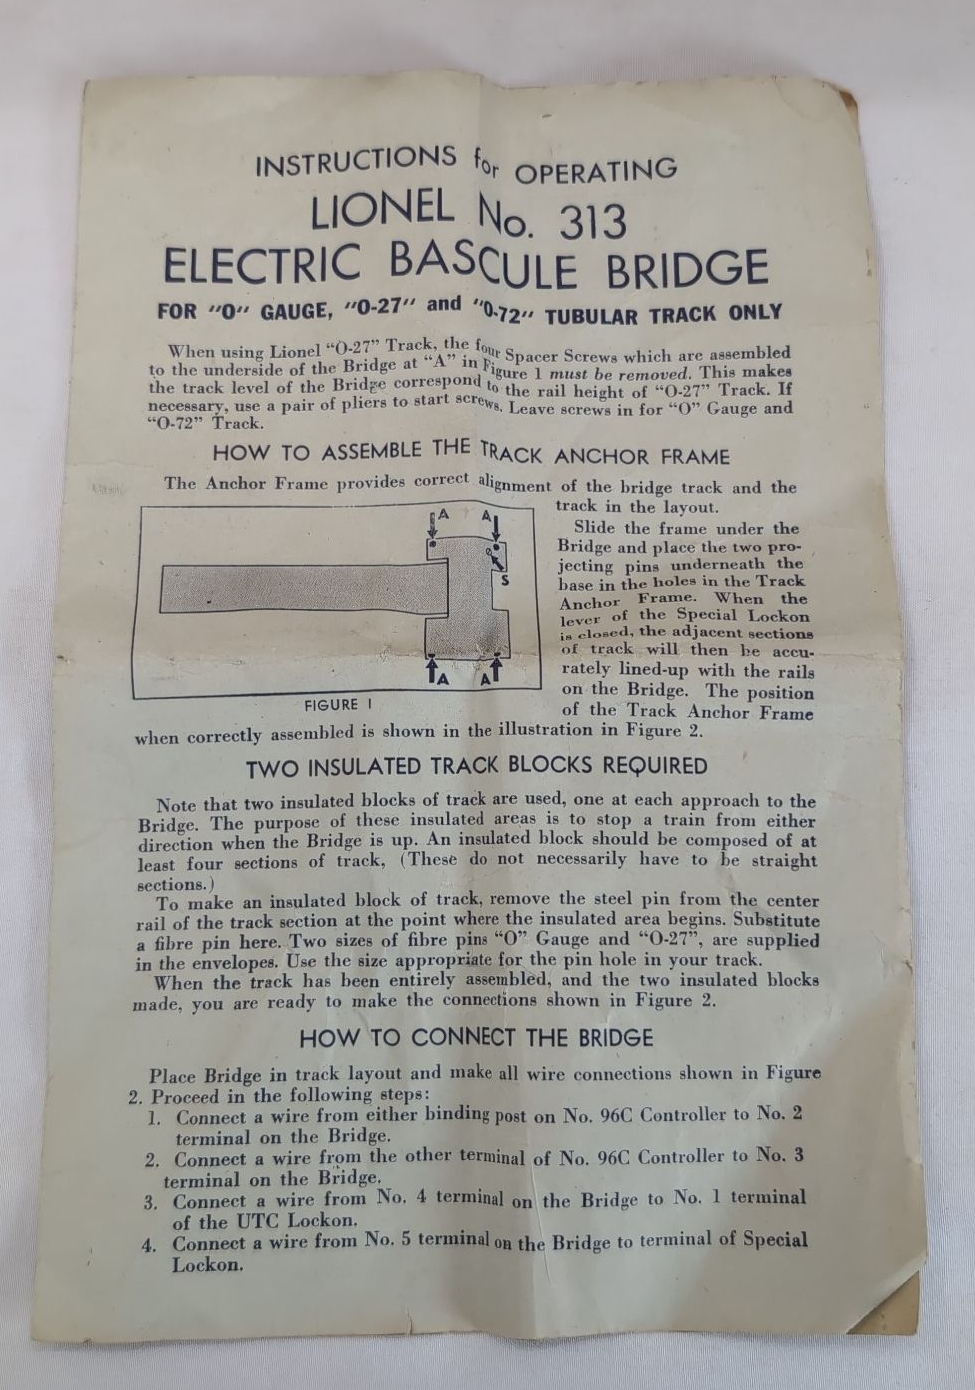 INSTRUCTIONS for OPERATING
LIONEL No. 313
ELECTRIC BASCULE BRIDGE
FOR "O" GAUGE, "O-27" and "O-72" TUBULAR TRACK ONLY
When using Lionel "O-27" Track, the four Spacer Screws which are assembled
to the underside of the Bridge at "A" in Figure 1 must be removed. This makes
the track level of the Bridge correspond to the rail height of "O-27" Track. If
necessary, use a pair of pliers to start screws. Leave screws in for "O" Gauge and
"O-72" Track.
HOW TO ASSEMBLE THE TRACK ANCHOR FRAME
The Anchor Frame provides correct alignment of the bridge track and the
track in the layout.
Slide the frame under the
Bridge and place the two pro-
jecting pins underneath the
base in the holes in the Track
Anchor Frame. When the
lever of the Special Lockon
is closed, the adjacent sections
of track will then be accu-
rately lined-up with the rails
on the Bridge. The position
of the Track Anchor Frame
A A
S
A A
FIGURE 1
when correctly assembled is shown in the illustration in Figure 2.
TWO INSULATED TRACK BLOCKS REQUIRED
Note that two insulated blocks of track are used, one at each approach to the
Bridge. The purpose of these insulated areas is to stop a train from either
direction when the Bridge is up. An insulated block should be composed of at
least four sections of track, (These do not necessarily have to be straight
sections.)
To make an insulated block of track, remove the steel pin from the center
rail of the track section at the point where the insulated area begins. Substitute
a fibre pin here. Two sizes of fibre pins "O" Gauge and "O-27", are supplied
in the envelopes. Use the size appropriate for the pin hole in your track.
When the track has been entirely assembled, and the two insulated blocks
made, you are ready to make the connections shown in Figure 2.
HOW TO CONNECT THE BRIDGE
Place Bridge in track layout and make all wire connections shown in Figure
2. Proceed in the following steps:
1. Connect a wire from either binding post on No. 96C Controller to No. 2
terminal on the Bridge.
2. Connect a wire from the other terminal of No. 96C Controller to No. 3
terminal on the Bridge.
3. Connect a wire from No. 4 terminal on the Bridge to No. 1 terminal
of the UTC Lockon.
4. Connect a wire from No. 5 terminal on the Bridge to terminal of Special
Lockon.